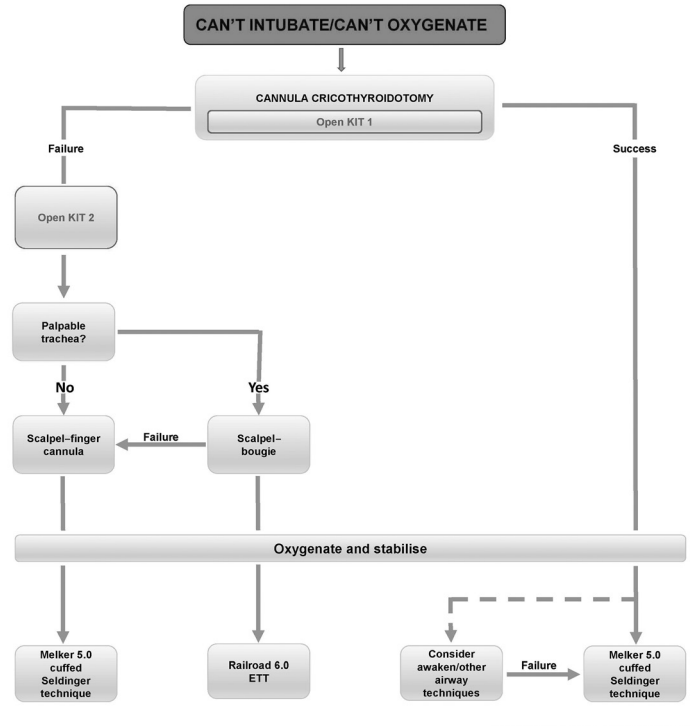 CAN'T INTUBATE/CAN'T OXYGENATE
CANNULA CRICOTHYROIDOTOMY
Open KIT 1
Failure
Success
Open KIT 2
Palpable
trachea?
No
Yes
Scalpel–finger
cannula
Failure
Scalpel–
bougie
Oxygenate and stabilise
Melker 5.0
cuffed
Seldinger
technique
Railroad 6.0
ETT
Consider
awaken/other
airway
techniques
Failure
Melker 5.0
cuffed
Seldinger
technique